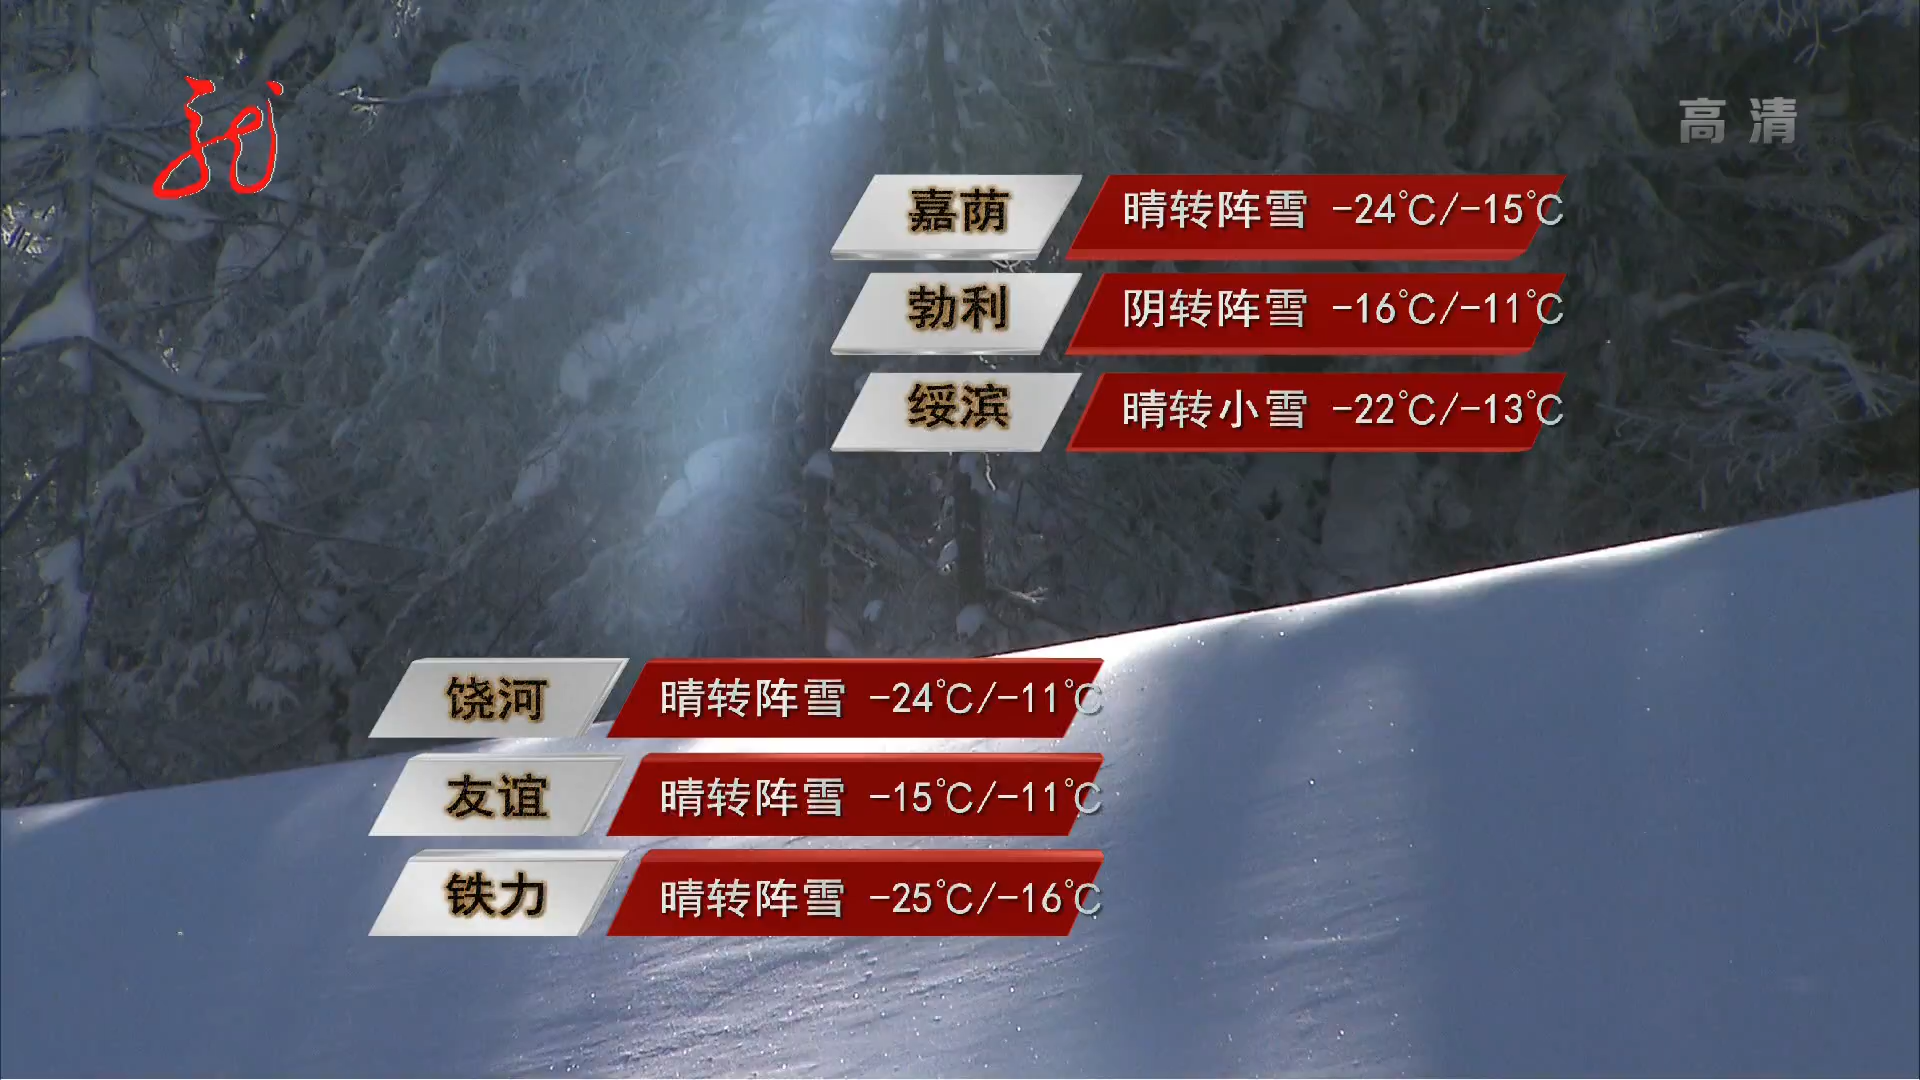 龙
高清
嘉荫 晴转阵雪 -24℃/-15℃
勃利 阴转阵雪 -16℃/-11℃
绥滨 晴转小雪 -22℃/-13℃
饶河 晴转阵雪 -24℃/-11℃
友谊 晴转阵雪 -15℃/-11℃
铁力 晴转阵雪 -25℃/-16℃